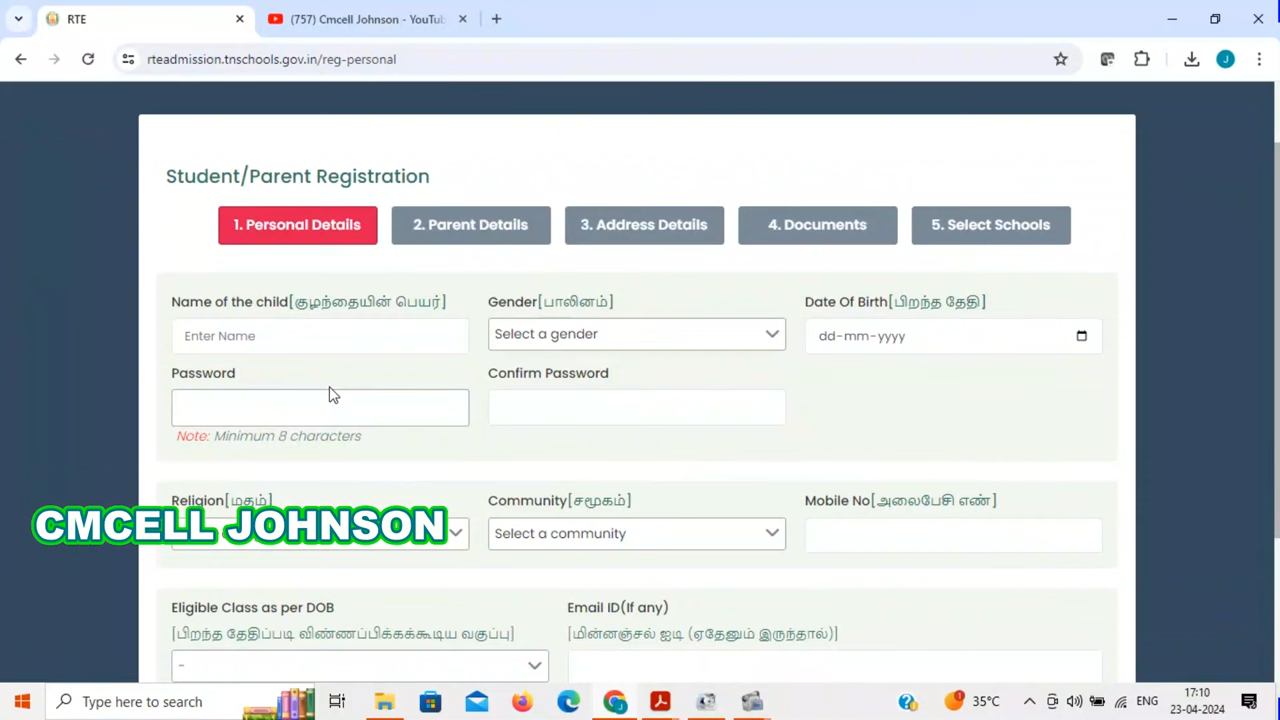 RTE
(757) Cmcell Johnson - YouTu
rteadmission.tnschools.gov.in/reg-personal
J
Student/Parent Registration
1. Personal Details
2. Parent Details
3. Address Details
4. Documents
5. Select Schools
Name of the child[குழந்தையின் பெயர்]
Gender[பாலினம்]
Date Of Birth[பிறந்த தேதி]
Enter Name
Select a gender
dd-mm-yyyy
Password
Confirm Password
Note: Minimum 8 characters
Religion[மதம்]
Community[சமூகம்]
Mobile No[அலைபேசி எண்]
CMCELL JOHNSON
Select a community
Eligible Class as per DOB
Email ID(If any)
[பிறந்த தேதிப்படி விண்ணப்பிக்கக்கூடிய வகுப்பு]
[மின்னஞ்சல் ஐடி (ஏதேனும் இருந்தால்)]
-
Type here to search
35°C
ENG
17:10
23-04-2024